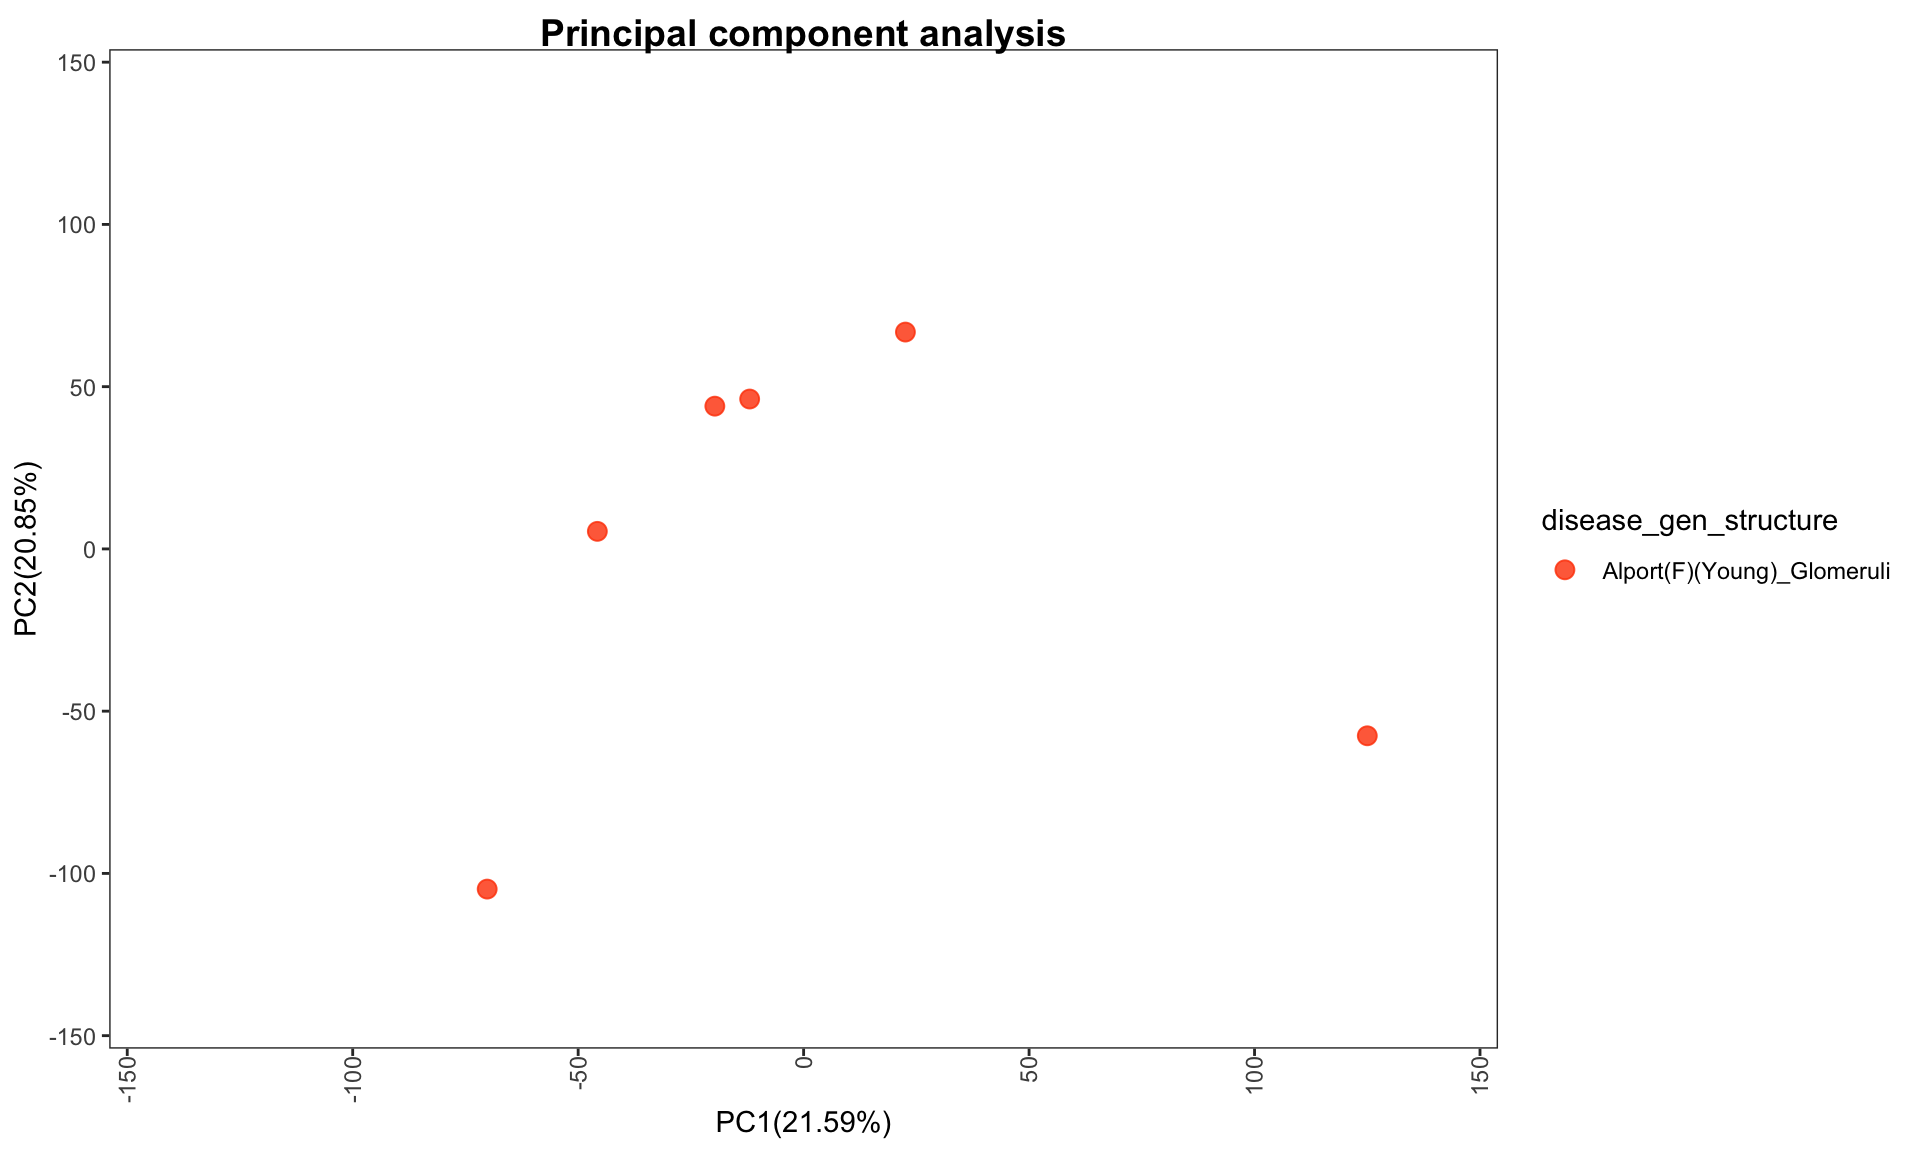 Principal component analysis
150
100
50
0
-50
-100
-150
PC2(20.85%)
-150
-100
-50
0
50
100
150
PC1(21.59%)
disease_gen_structure
Alport(F)(Young)_Glomeruli